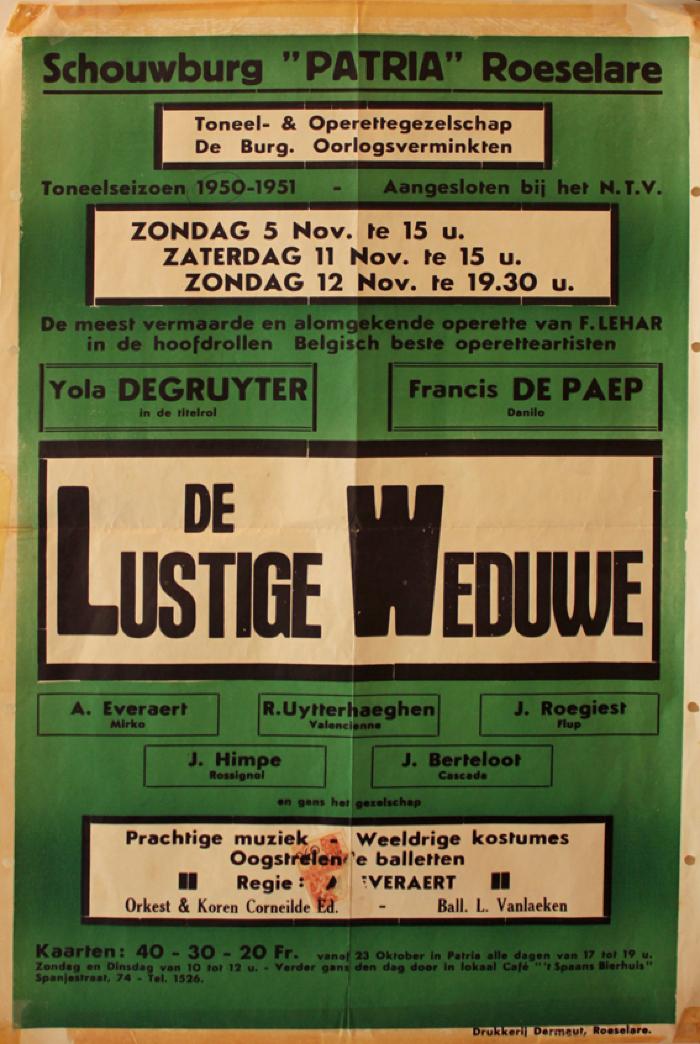 Schouwburg "PATRIA" Roeselare
Toneel- & Operettegezelschap
De Burg. Oorlogsverminkten
Toneelseizoen 1950-1951 - Aangesloten bij het N.T.V.
ZONDAG 5 Nov. te 15 u.
ZATERDAG 11 Nov. te 15 u.
ZONDAG 12 Nov. te 19.30 u.
De meest vermaarde en alomgekende operette van F. LEHAR
in de hoofdrollen Belgisch beste operetteartisten
Yola DEGRUYTER
in de titelrol
Francis DE PAEP
Danilo
DE
LUSTIGE WEDUWE
A. Everaert
Mirko
R. Uytterhaeghen
Valencienne
J. Roegiest
Flup
J. Himpe
Rossignol
J. Berteloot
Cascada
en gans het gezelschap
Prachtige muziek - Weeldrige kostumes
Oogstrelende balletten
Regie: EVERAERT
Orkest & Koren Corneilde Ed. - Ball. L. Vanlaeken
Kaarten: 40 - 30 - 20 Fr. vanaf 23 Oktober in Patria alle dagen van 17 tot 19 u.
Zondag en Dinsdag van 10 tot 12 u. - Verder gans den dag door in lokaal Café "'t Spaans Bierhuis"
Spanjestraat, 74 - Tel. 1526.
Drukkerij Dermaut, Roeselare.